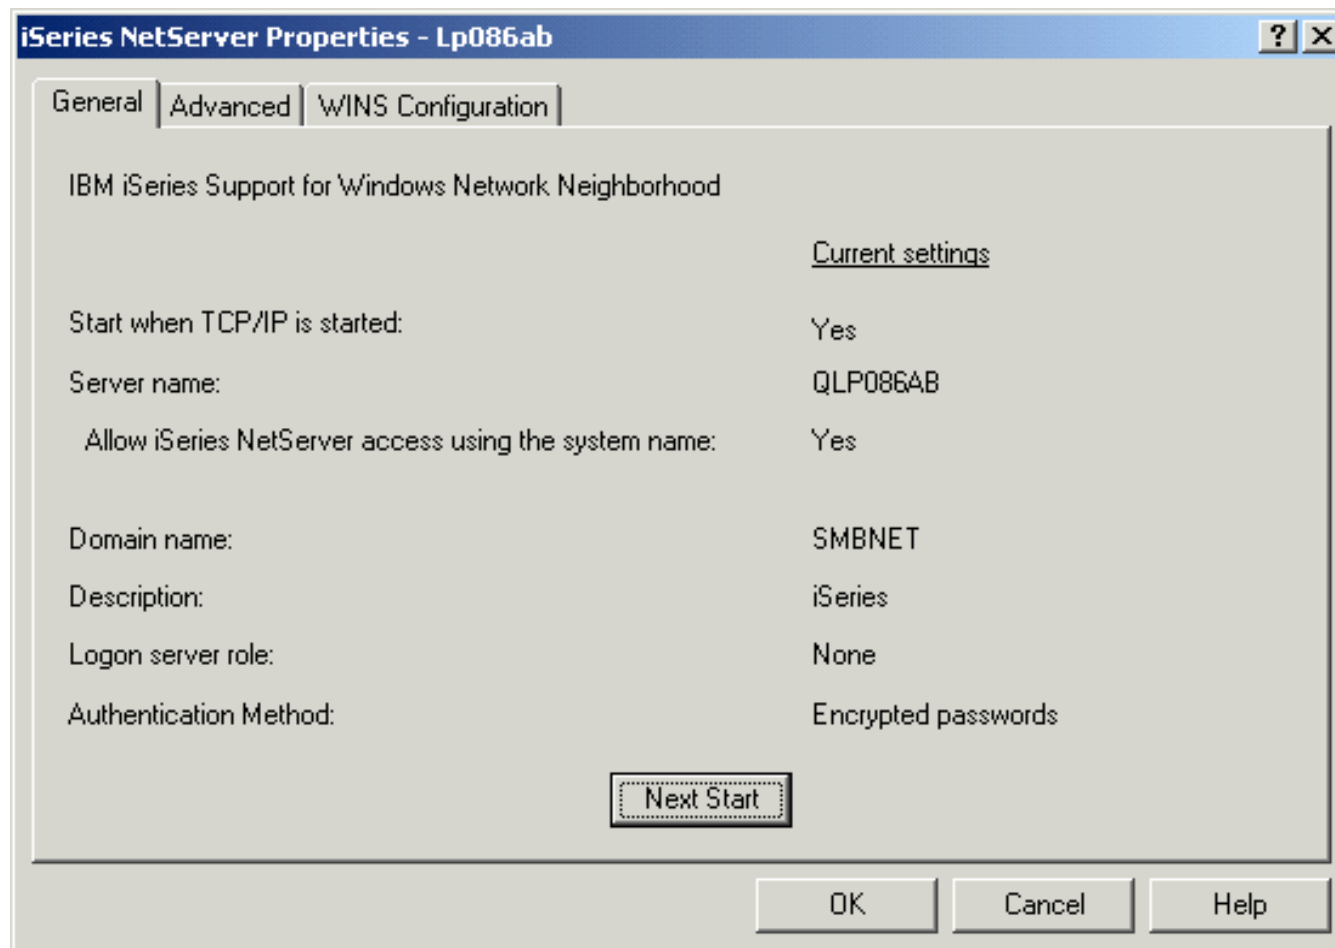 iSeries NetServer Properties - Lp086ab
General Advanced WINS Configuration
IBM iSeries Support for Windows Network Neighborhood
Current settings
Start when TCP/IP is started: Yes
Server name: QLP086AB
Allow iSeries NetServer access using the system name: Yes
Domain name: SMBNET
Description: iSeries
Logon server role: None
Authentication Method: Encrypted passwords
Next Start
OK Cancel Help